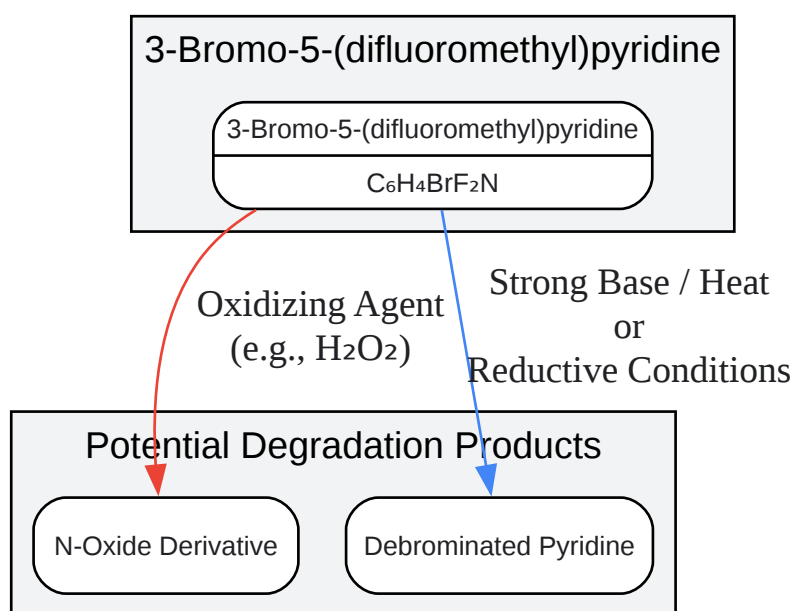 3-Bromo-5-(difluoromethyl)pyridine
3-Bromo-5-(difluoromethyl)pyridine
C₆H₄BrF₂N
Oxidizing Agent
(e.g., H₂O₂)
Strong Base / Heat
or
Reductive Conditions
Potential Degradation Products
N-Oxide Derivative
Debrominated Pyridine